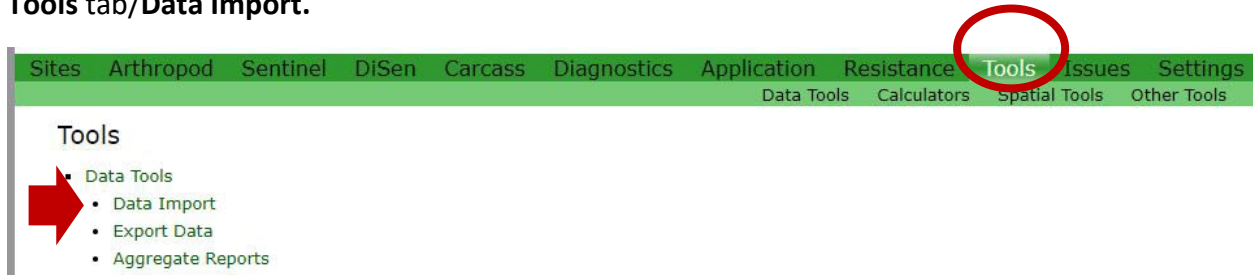 Tools tab/Data Import.
Sites Arthropod Sentinel DiSen Carcass Diagnostics Application Resistance Tools Issues Settings
Data Tools Calculators Spatial Tools Other Tools
Tools
▪ Data Tools
• Data Import
• Export Data
• Aggregate Reports